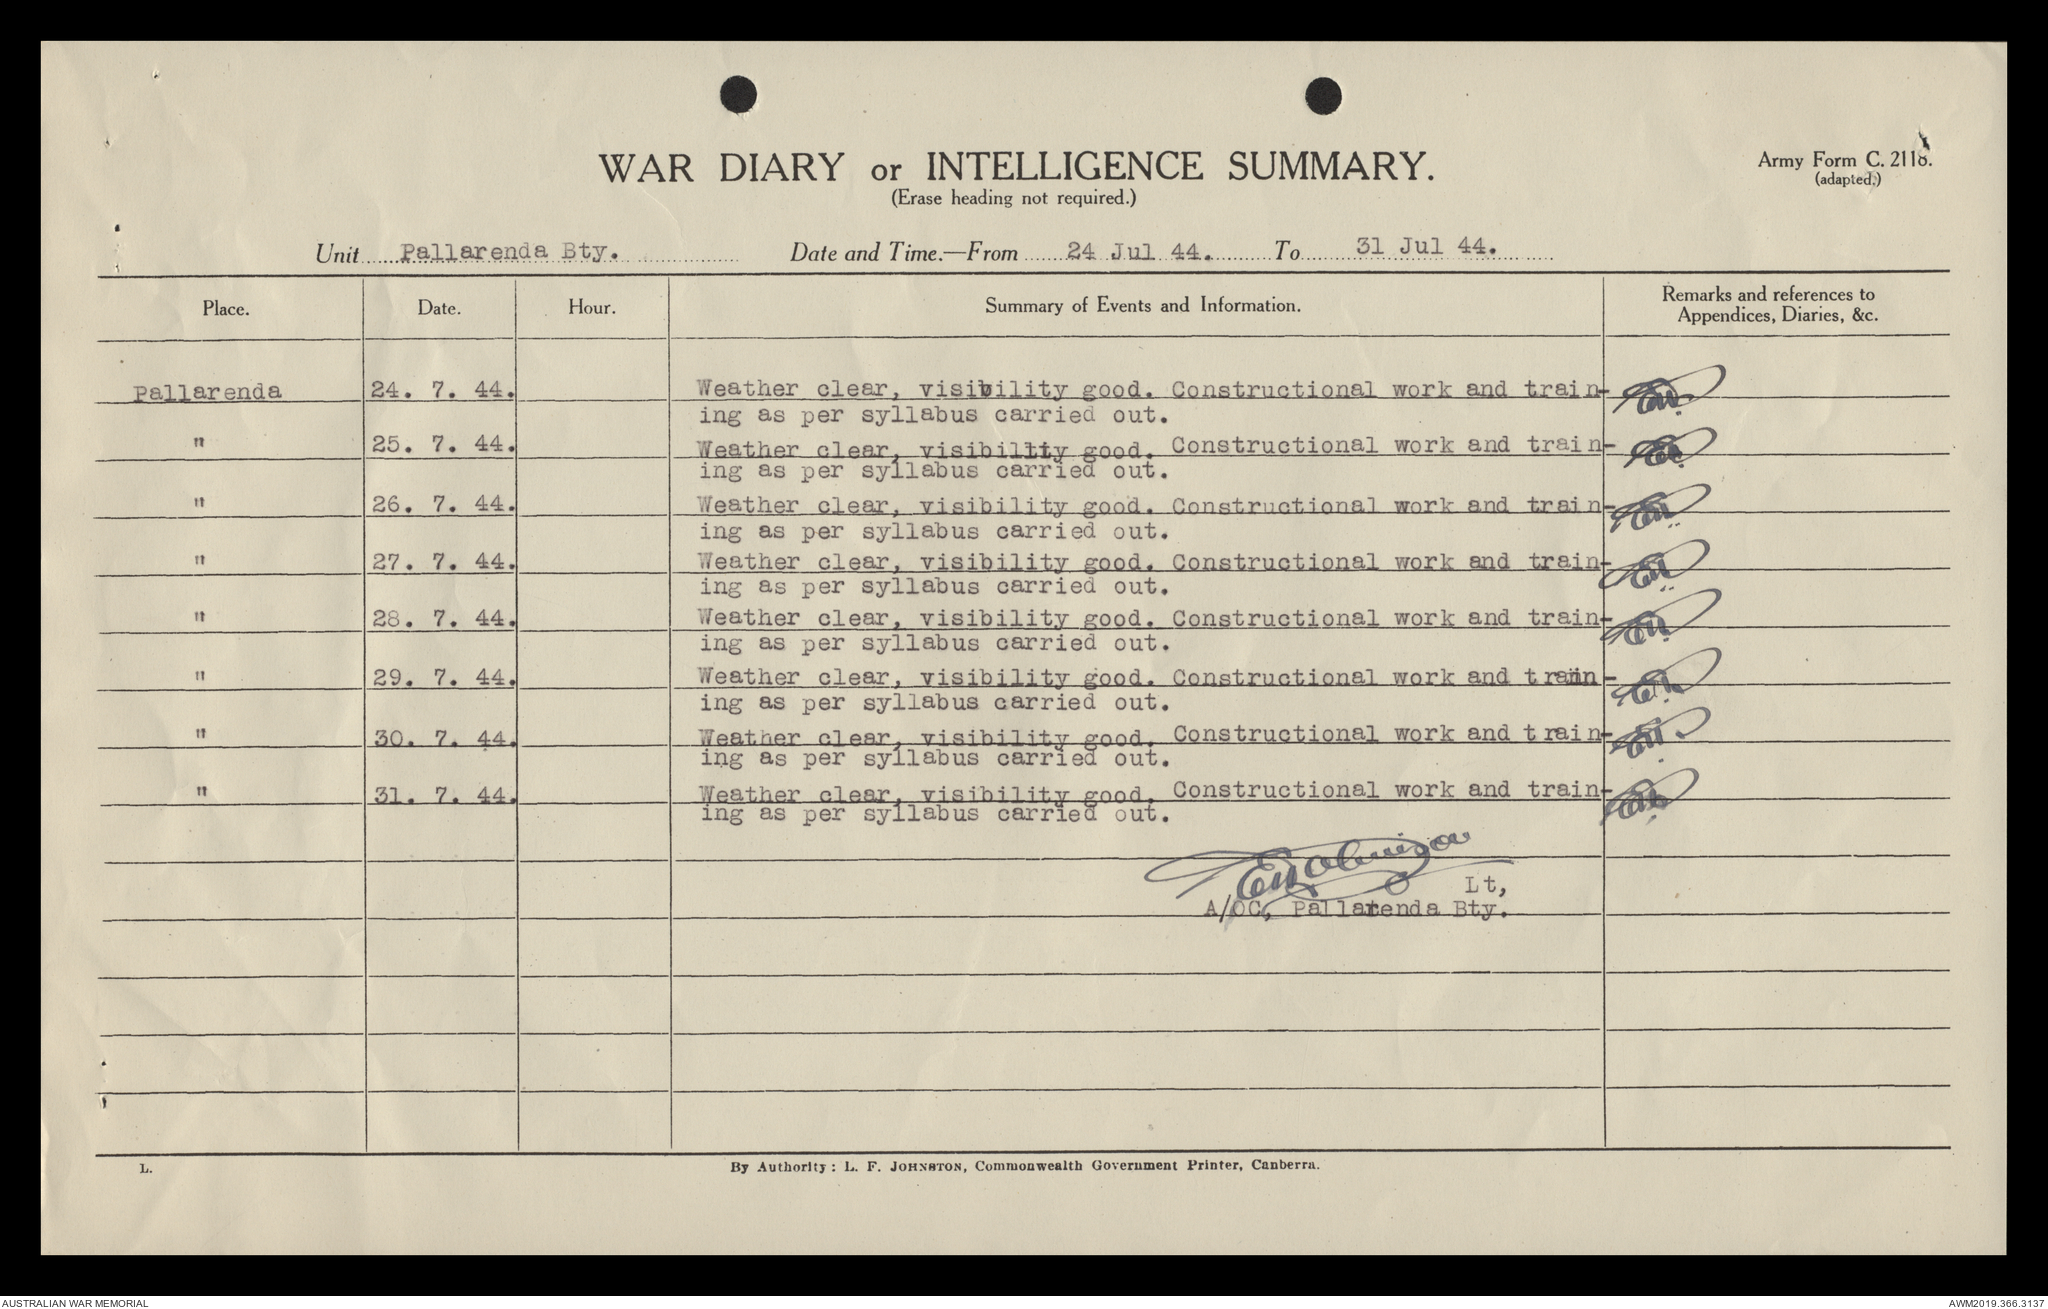 WAR DIARY or INTELLIGENCE SUMMARY.
Army Form C. 2118.
(Erase heading not required.)
(adapted.)
Unit Pallarenda Bty. Date and Time.—From 24 Jul 44. To 31 Jul 44.
Place. Date. Hour. Summary of Events and Information. Remarks and references to
Appendices, Diaries, &c.
Pallarenda 24. 7. 44. Weather clear, visibility good. Constructional work and train-
ing as per syllabus carried out.
" 25. 7. 44. Weather clear, visibility good. Constructional work and train-
ing as per syllabus carried out.
" 26. 7. 44. Weather clear, visibility good. Constructional work and train-
ing as per syllabus carried out.
" 27. 7. 44. Weather clear, visibility good. Constructional work and train-
ing as per syllabus carried out.
" 28. 7. 44. Weather clear, visibility good. Constructional work and train-
ing as per syllabus carried out.
" 29. 7. 44. Weather clear, visibility good. Constructional work and train-
ing as per syllabus carried out.
" 30. 7. 44. Weather clear, visibility good. Constructional work and train-
ing as per syllabus carried out.
" 31. 7. 44. Weather clear, visibility good. Constructional work and train-
ing as per syllabus carried out.
Lt,
A/OC, Pallarenda Bty.
L. By Authority: L. F. JOHNSTON, Commonwealth Government Printer, Canberra.
AUSTRALIAN WAR MEMORIAL AWM2019.366.3137